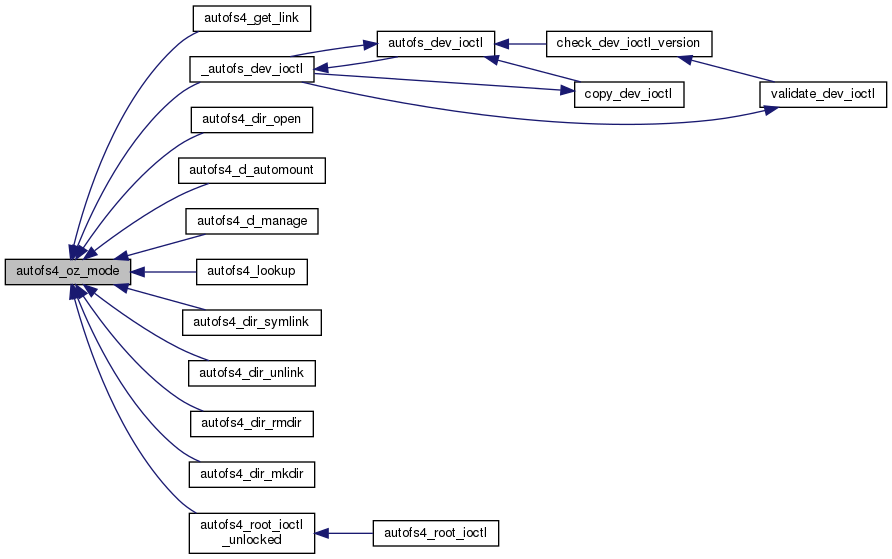 autofs4_get_link
autofs_dev_ioctl
check_dev_ioctl_version
_autofs_dev_ioctl
copy_dev_ioctl
validate_dev_ioctl
autofs4_dir_open
autofs4_d_automount
autofs4_d_manage
autofs4_oz_mode
autofs4_lookup
autofs4_dir_symlink
autofs4_dir_unlink
autofs4_dir_rmdir
autofs4_dir_mkdir
autofs4_root_ioctl
_unlocked
autofs4_root_ioctl